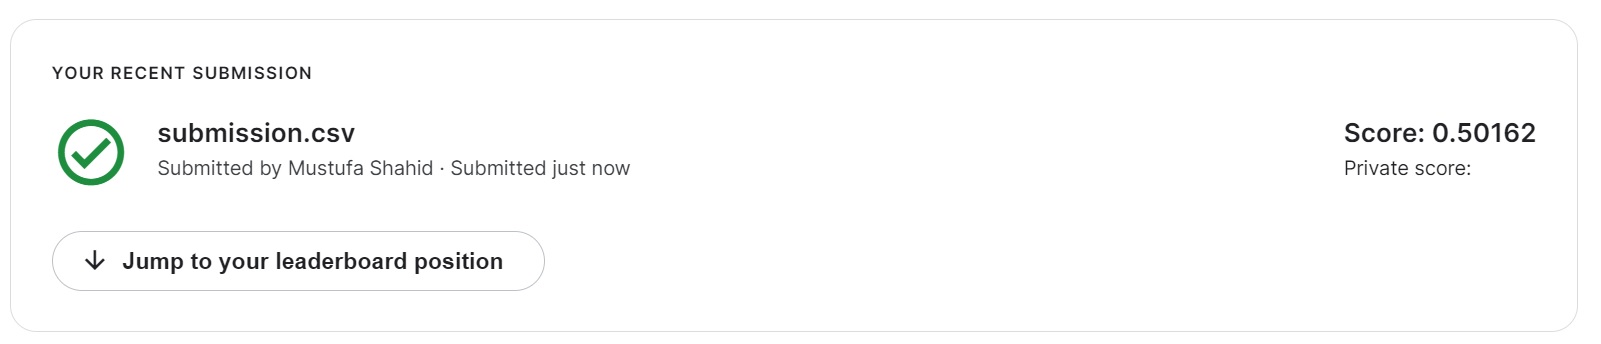 YOUR RECENT SUBMISSION
submission.csv
Score: 0.50162
Submitted by Mustufa Shahid · Submitted just now
Private score:
Jump to your leaderboard position